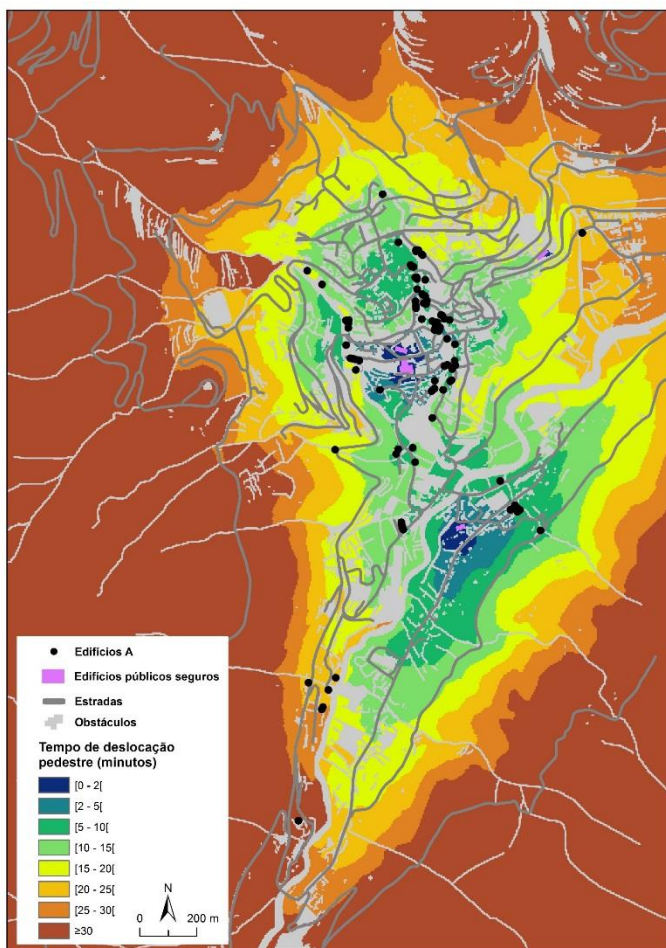 Edifícios A
Edifícios públicos seguros
Estradas
Obstáculos
Tempo de deslocação
pedestre (minutos)
[0 - 2[
[2 - 5[
[5 - 10[
[10 - 15[
[15 - 20[
[20 - 25[
[25 - 30[
≥30
N
0 200 m